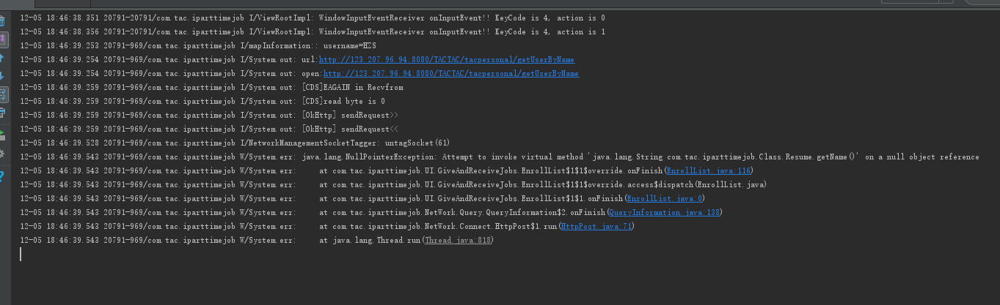 12-05 18:46:38.351 20791-20791/com.tac.iparttimejob I/ViewRootImpl: WindowInputEventReceiver onInputEvent!! KeyCode is 4, action is 0
12-05 18:46:38.356 20791-20791/com.tac.iparttimejob I/ViewRootImpl: WindowInputEventReceiver onInputEvent!! KeyCode is 4, action is 1
12-05 18:46:39.253 20791-969/com.tac.iparttimejob I/mapInformation:: username=HZS
12-05 18:46:39.254 20791-969/com.tac.iparttimejob I/System.out: url:http://123.207.96.94:8080/TACTAC/tacpersonal/getUserByName
12-05 18:46:39.254 20791-969/com.tac.iparttimejob I/System.out: open:http://123.207.96.94:8080/TACTAC/tacpersonal/getUserByName
12-05 18:46:39.259 20791-969/com.tac.iparttimejob I/System.out: [CDS]EAGAIN in Recvfrom
12-05 18:46:39.259 20791-969/com.tac.iparttimejob I/System.out: [CDS]read byte is 0
12-05 18:46:39.259 20791-969/com.tac.iparttimejob I/System.out: [OkHttp] sendRequest>>
12-05 18:46:39.259 20791-969/com.tac.iparttimejob I/System.out: [OkHttp] sendRequest<<
12-05 18:46:39.528 20791-969/com.tac.iparttimejob I/NetworkManagementSocketTagger: untagSocket(61)
12-05 18:46:39.543 20791-969/com.tac.iparttimejob W/System.err: java.lang.NullPointerException: Attempt to invoke virtual method 'java.lang.String com.tac.iparttimejob.Class.Resume.getName()' on a null object reference
12-05 18:46:39.543 20791-969/com.tac.iparttimejob W/System.err:     at com.tac.iparttimejob.UI.GiveAndReceiveJobs.EnrollList$1$1$override.onFinish(EnrollList.java:116)
12-05 18:46:39.543 20791-969/com.tac.iparttimejob W/System.err:     at com.tac.iparttimejob.UI.GiveAndReceiveJobs.EnrollList$1$1$override.access$dispatch(EnrollList.java)
12-05 18:46:39.543 20791-969/com.tac.iparttimejob W/System.err:     at com.tac.iparttimejob.UI.GiveAndReceiveJobs.EnrollList$1$1.onFinish(EnrollList.java:0)
12-05 18:46:39.543 20791-969/com.tac.iparttimejob W/System.err:     at com.tac.iparttimejob.NetWork.Query.QueryInformation$2.onFinish(QueryInformation.java:138)
12-05 18:46:39.543 20791-969/com.tac.iparttimejob W/System.err:     at com.tac.iparttimejob.NetWork.Connect.HttpPost$1.run(HttpPost.java:71)
12-05 18:46:39.543 20791-969/com.tac.iparttimejob W/System.err:     at java.lang.Thread.run(Thread.java:818)